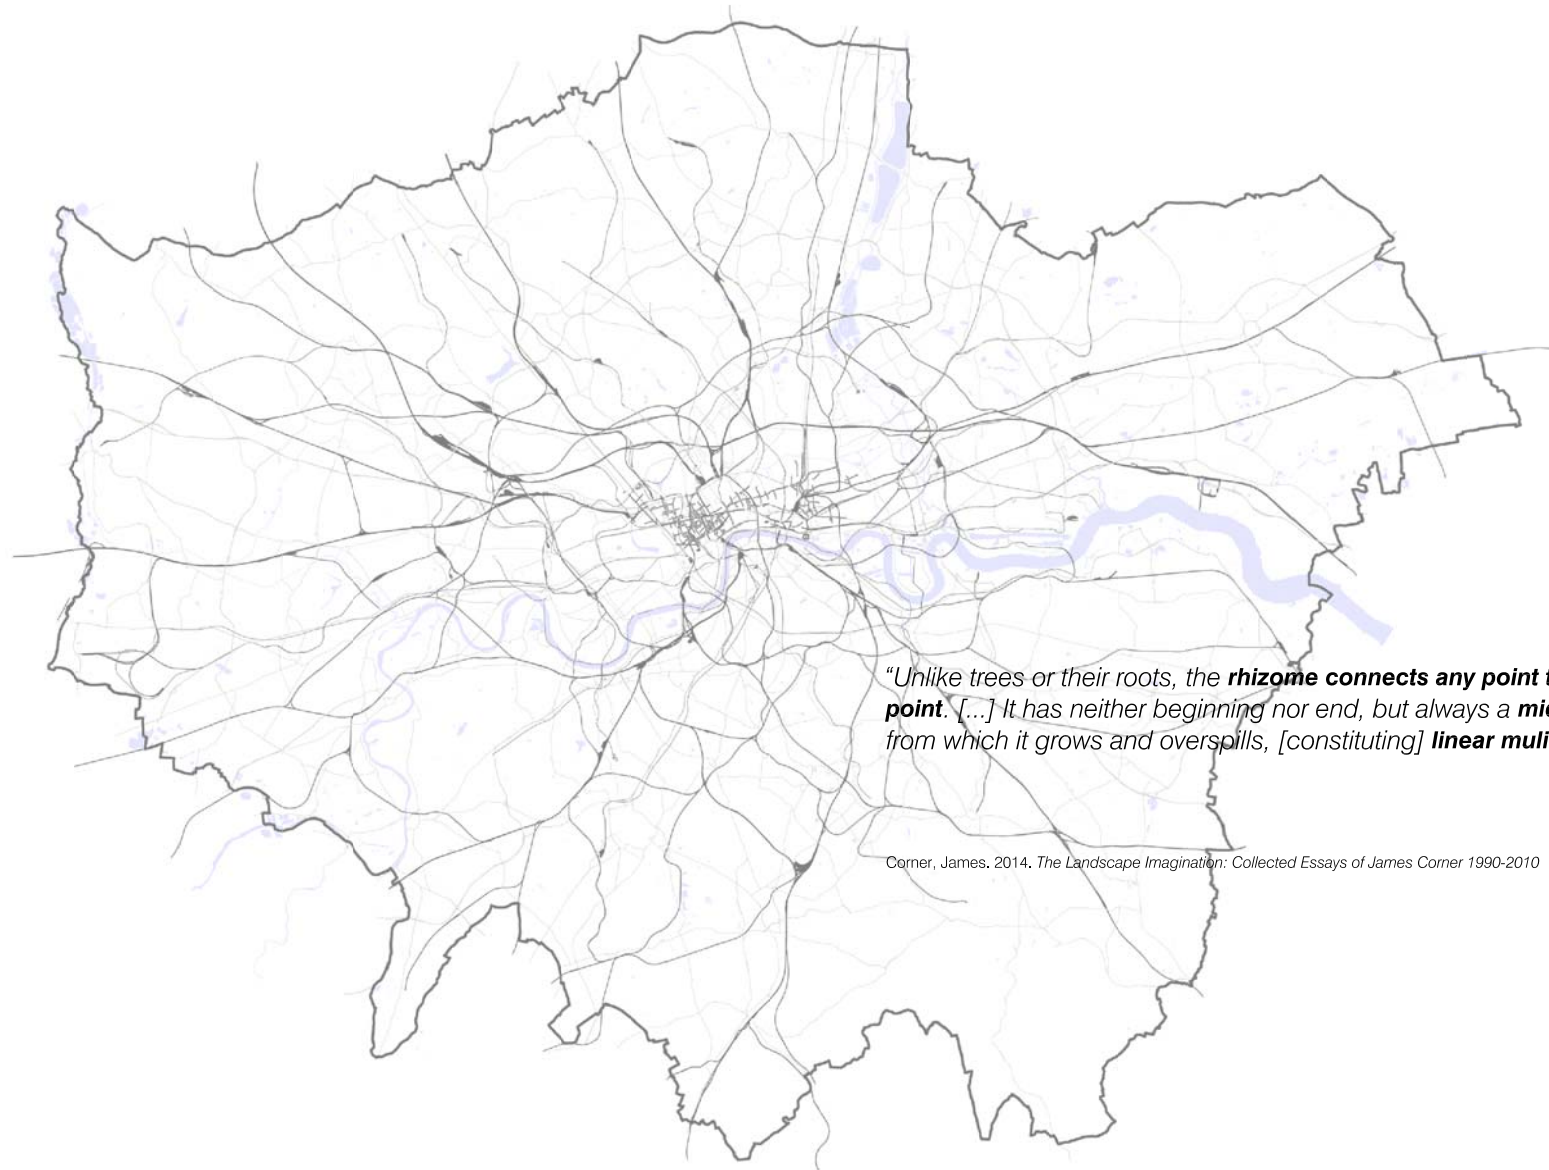 “Unlike trees or their roots, the rhizome connects any point
point. [...] It has neither beginning nor end, but always a
from which it grows and overspills, [constituting] linear
Corner, James. 2014. The Landscape Imagination: Collected Essays of James Corner 1990-2010